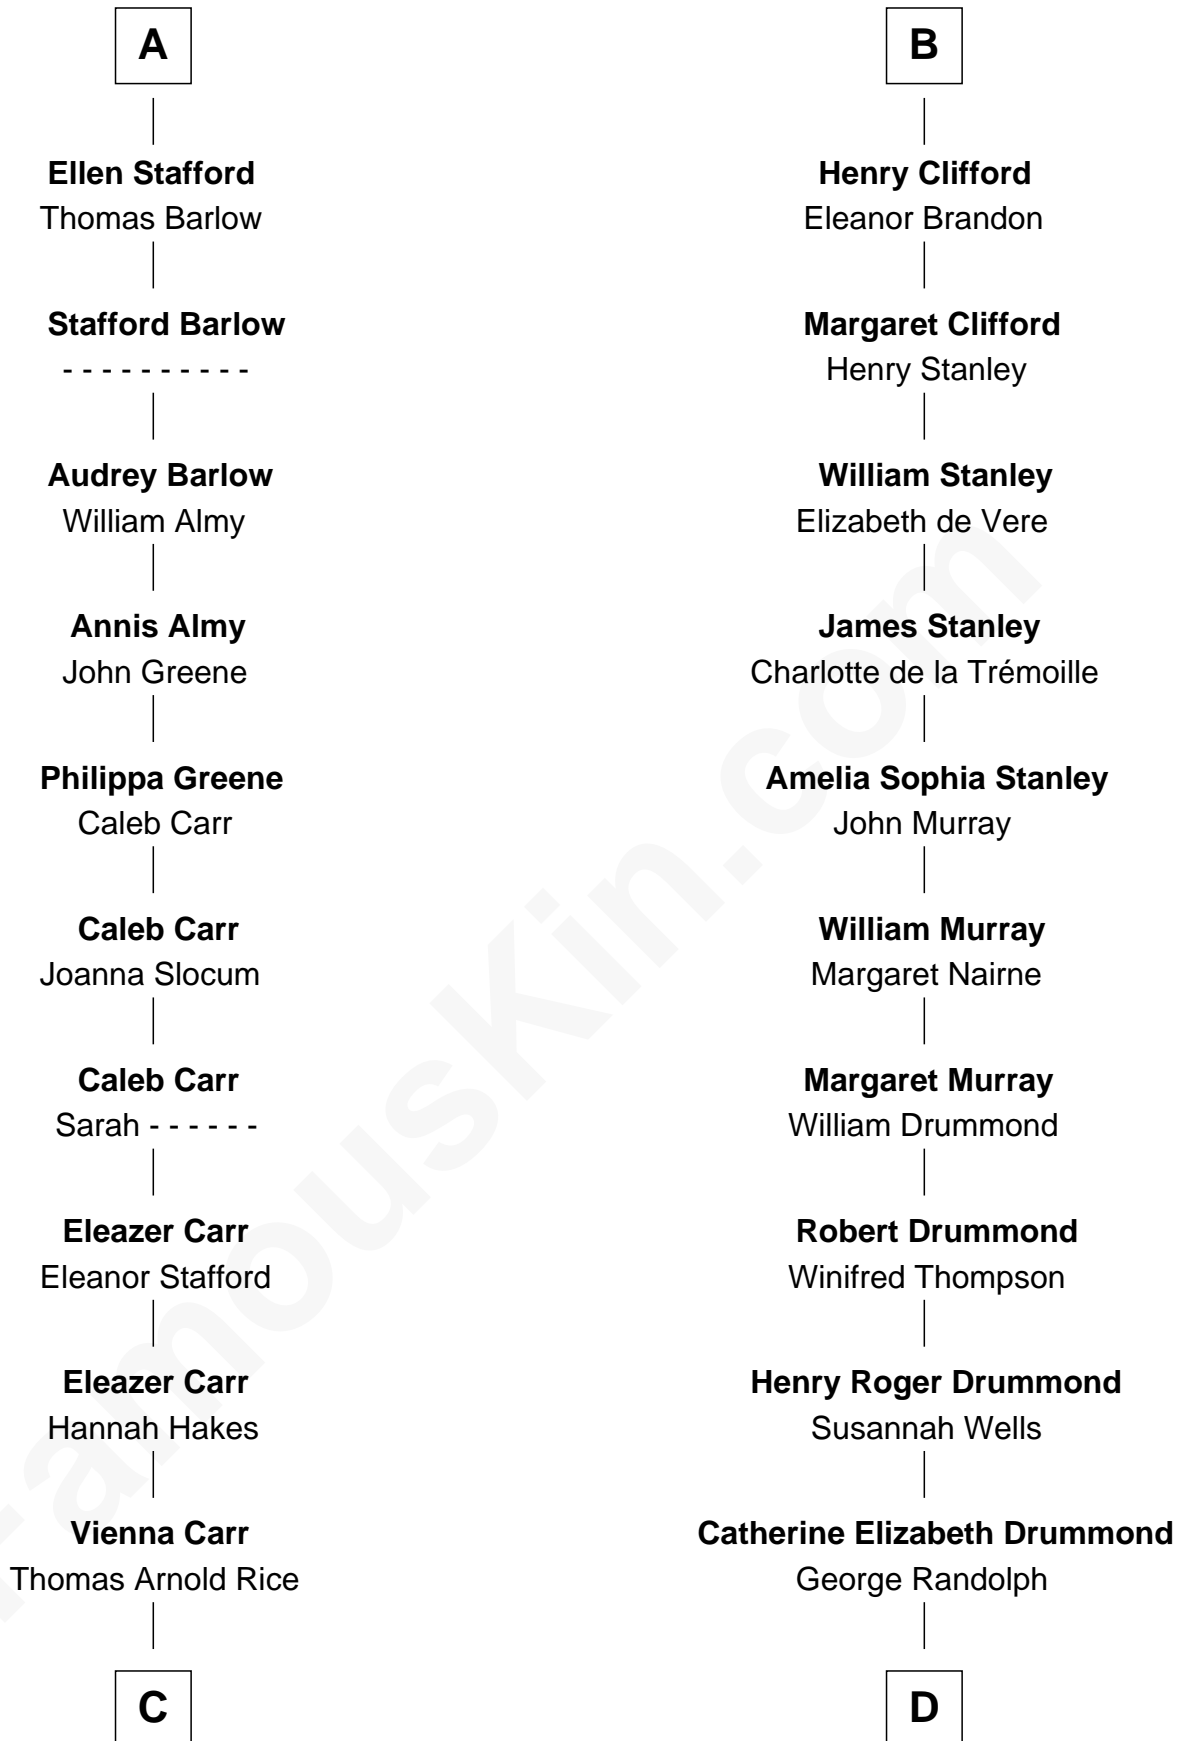 A
Ellen Stafford
Thomas Barlow
Stafford Barlow
- - - - - - - - - -
Audrey Barlow
William Almy
Annis Almy
John Greene
Philippa Greene
Caleb Carr
Caleb Carr
Joanna Slocum
Caleb Carr
Sarah - - - - - -
Eleazer Carr
Eleanor Stafford
Eleazer Carr
Hannah Hakes
Vienna Carr
Thomas Arnold Rice
C
B
Henry Clifford
Eleanor Brandon
Margaret Clifford
Henry Stanley
William Stanley
Elizabeth de Vere
James Stanley
Charlotte de la Trémoille
Amelia Sophia Stanley
John Murray
William Murray
Margaret Nairne
Margaret Murray
William Drummond
Robert Drummond
Winifred Thompson
Henry Roger Drummond
Susannah Wells
Catherine Elizabeth Drummond
George Randolph
D
FamousKin.com